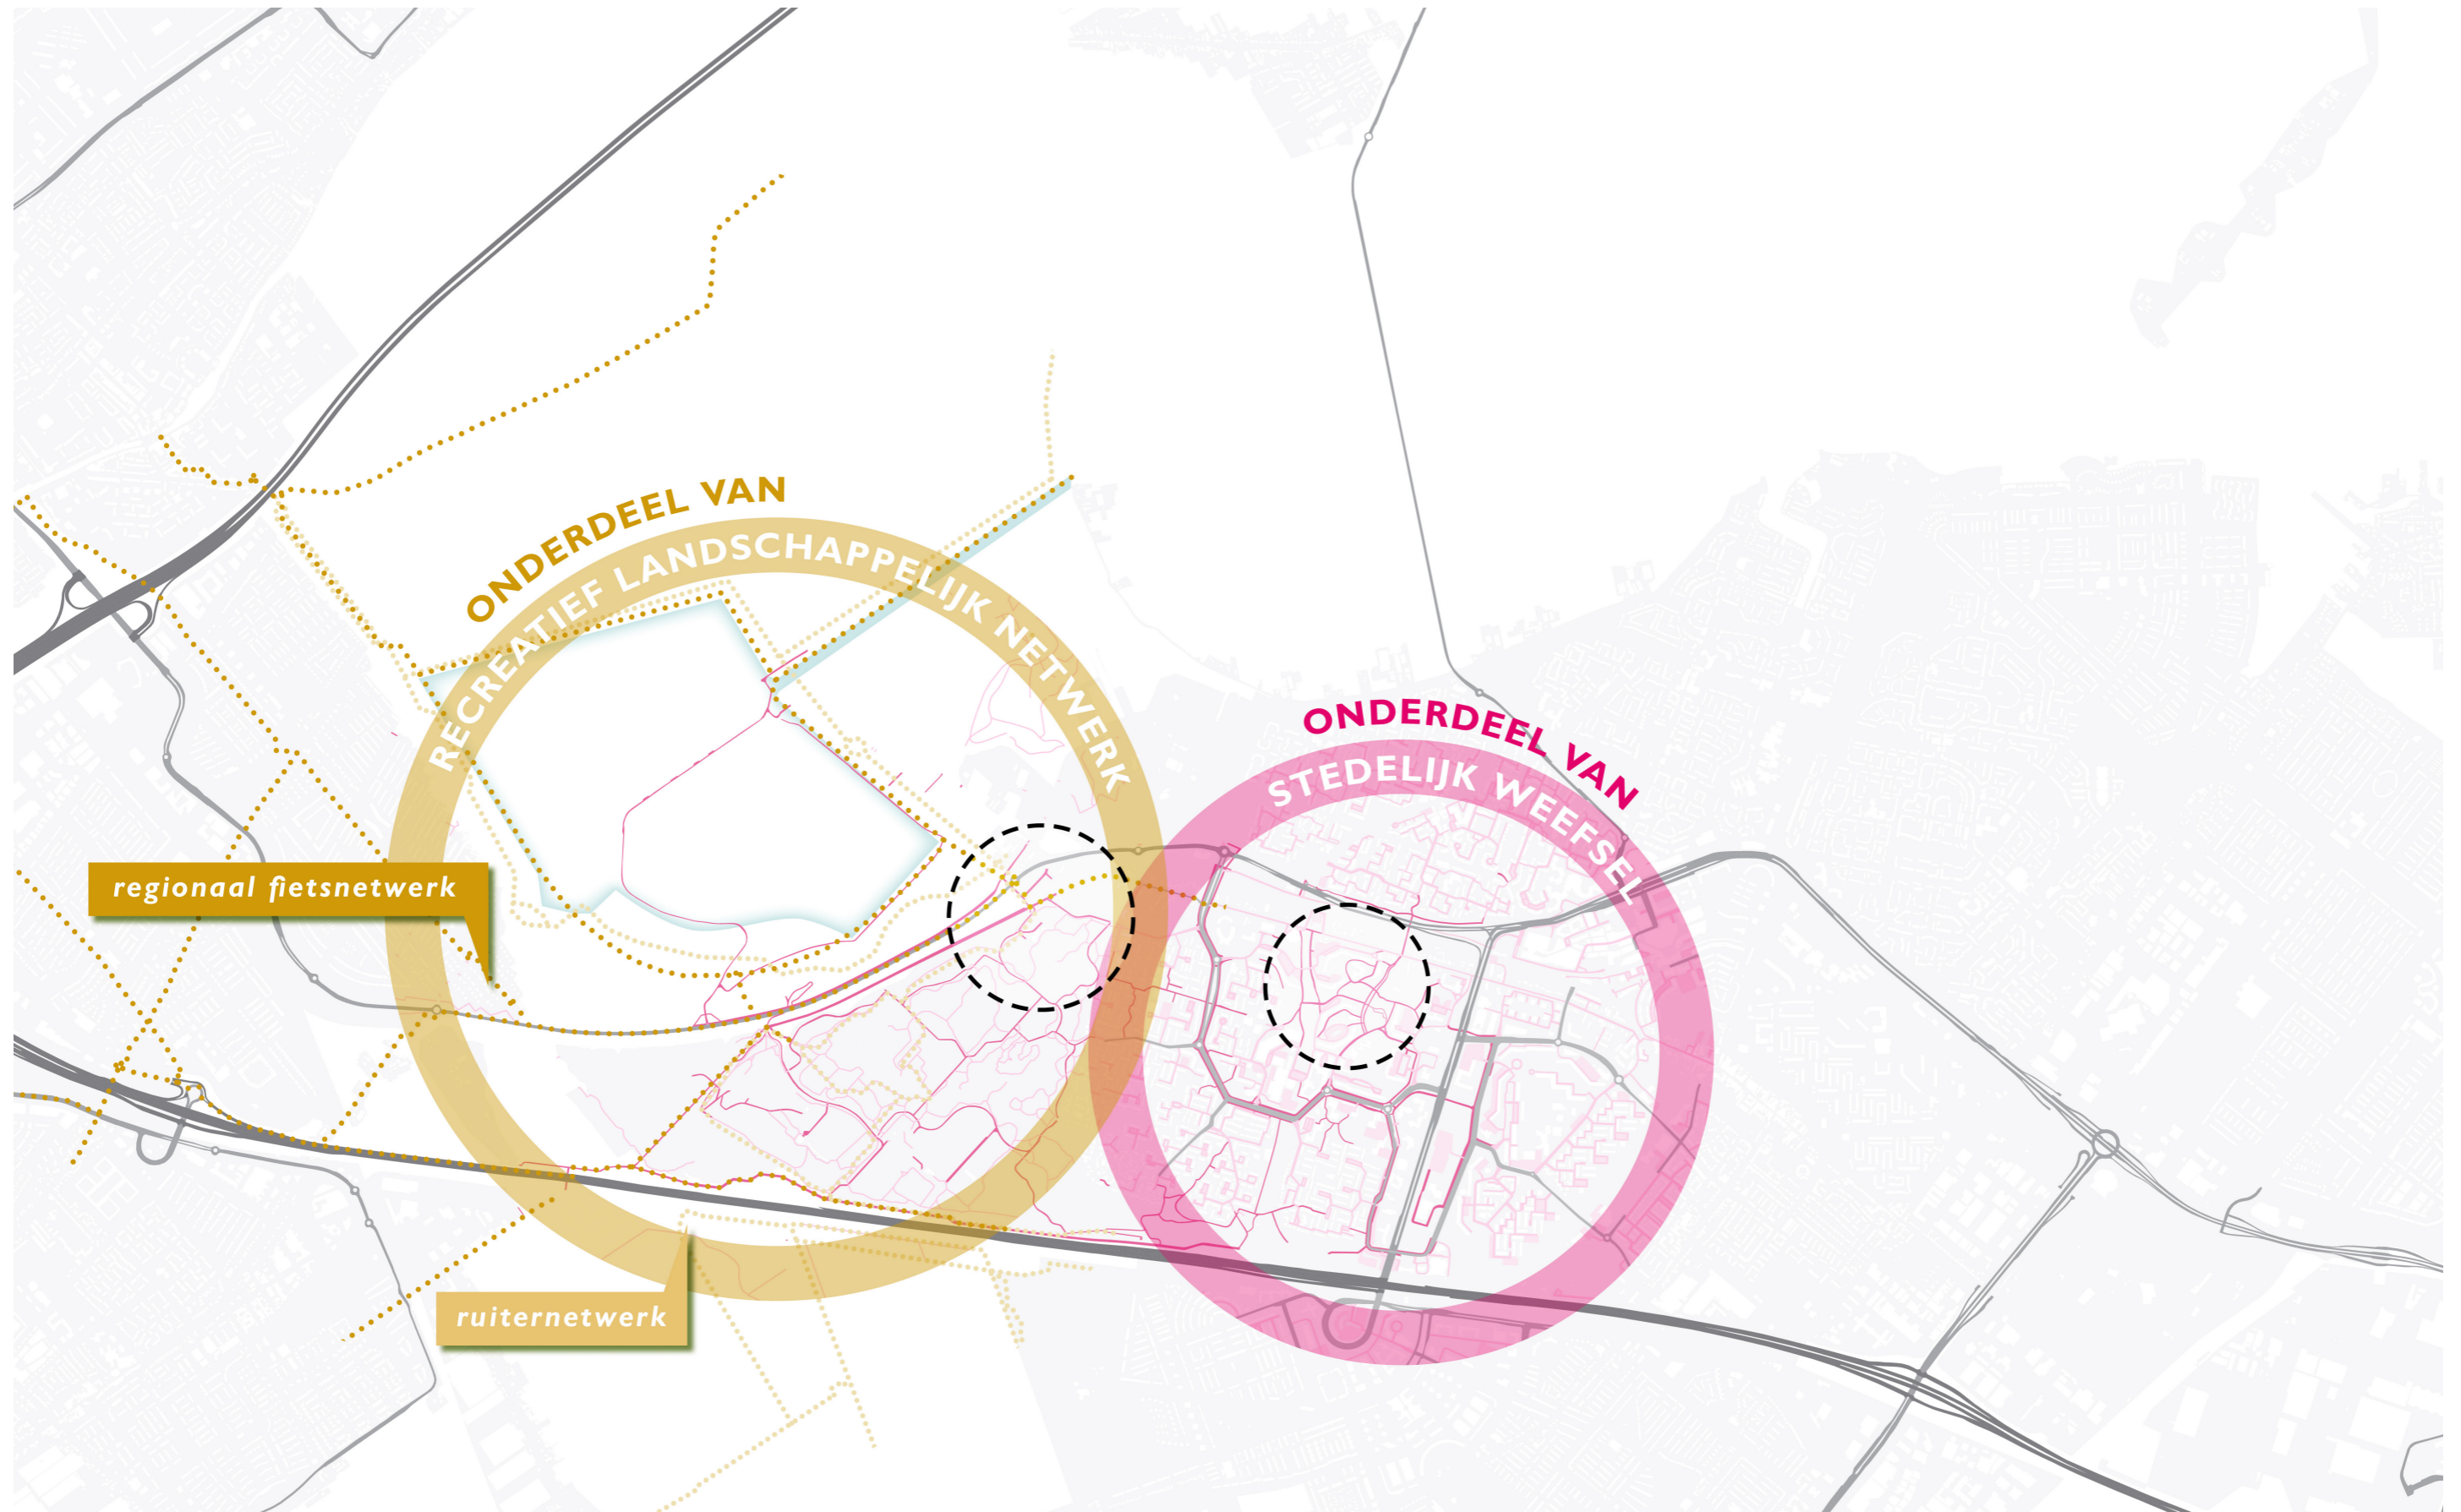 ONDERDEEL VAN
RECREATIEF LANDSCHAPPELIJK NETWERK
ONDERDEEL VAN
STEDELIJK WEEFSEL
regionaal fietsnetwerk
ruiternetwerk